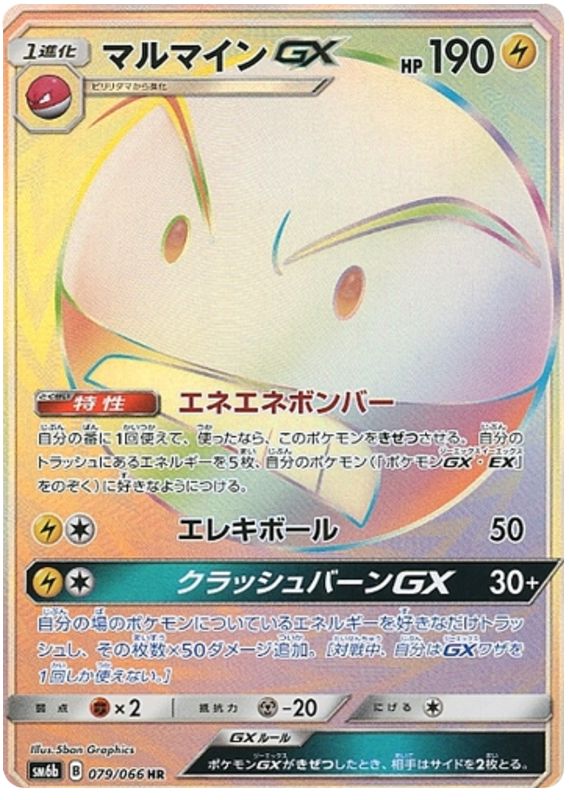 1進化 マルマインGX HP 190
ビリリダマから進化
特性 エネエネボンバー
自分の番に1回使えて、使ったなら、このポケモンをきぜつさせる。自分の
トラッシュにあるエネルギーを5枚、自分のポケモン(「ポケモンGX・EX」
をのぞく)に好きなようにつける。
エレキボール 50
クラッシュバーンGX 30+
自分の場のポケモンについているエネルギーを好きなだけトラッ
シュし、その枚数×50ダメージ追加。[対戦中、自分はGXワザを
1回しか使えない。]
弱点 ×2 抵抗力 -20 にげる
Illus. 5ban Graphics
GXルール
sm6b B 079/066 HR
ポケモンGXがきぜつしたとき、相手はサイドを2枚とる。